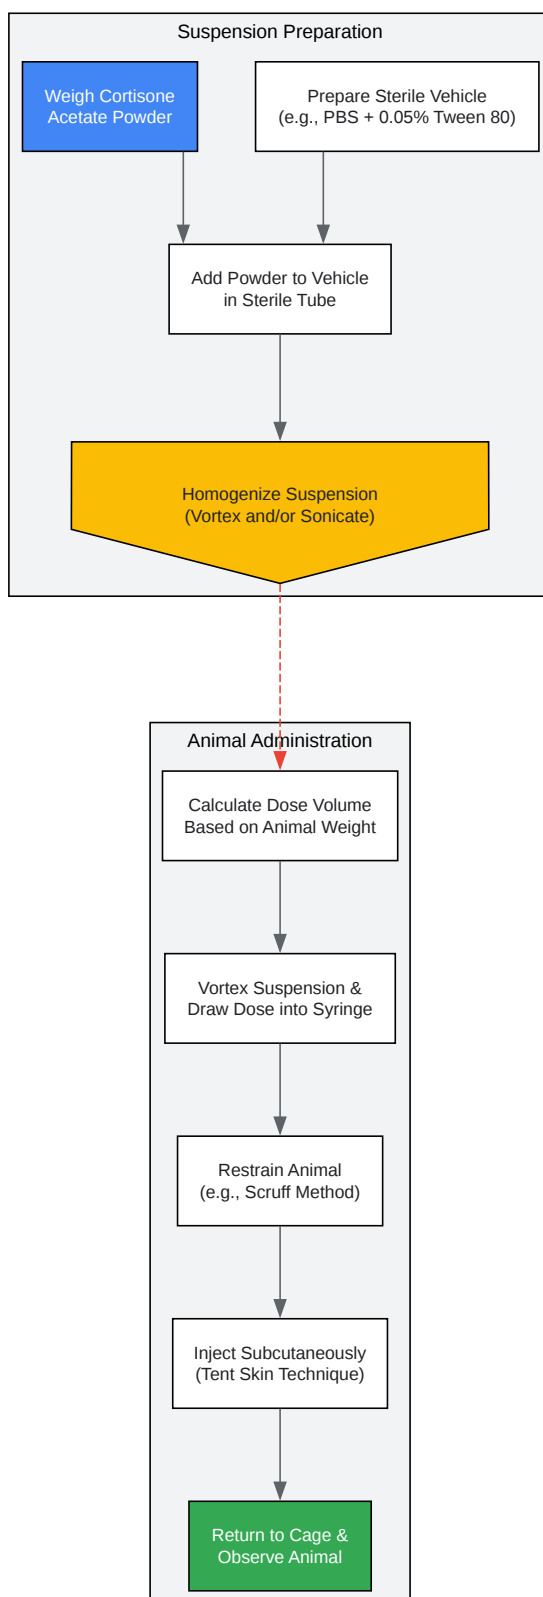 Suspension Preparation
Weigh Cortisone
Acetate Powder
Prepare Sterile Vehicle
(e.g., PBS + 0.05% Tween 80)
Add Powder to Vehicle
in Sterile Tube
Homogenize Suspension
(Vortex and/or Sonicate)
Animal Administration
Calculate Dose Volume
Based on Animal Weight
Vortex Suspension &
Draw Dose into Syringe
Restrain Animal
(e.g., Scruff Method)
Inject Subcutaneously
(Tent Skin Technique)
Return to Cage &
Observe Animal